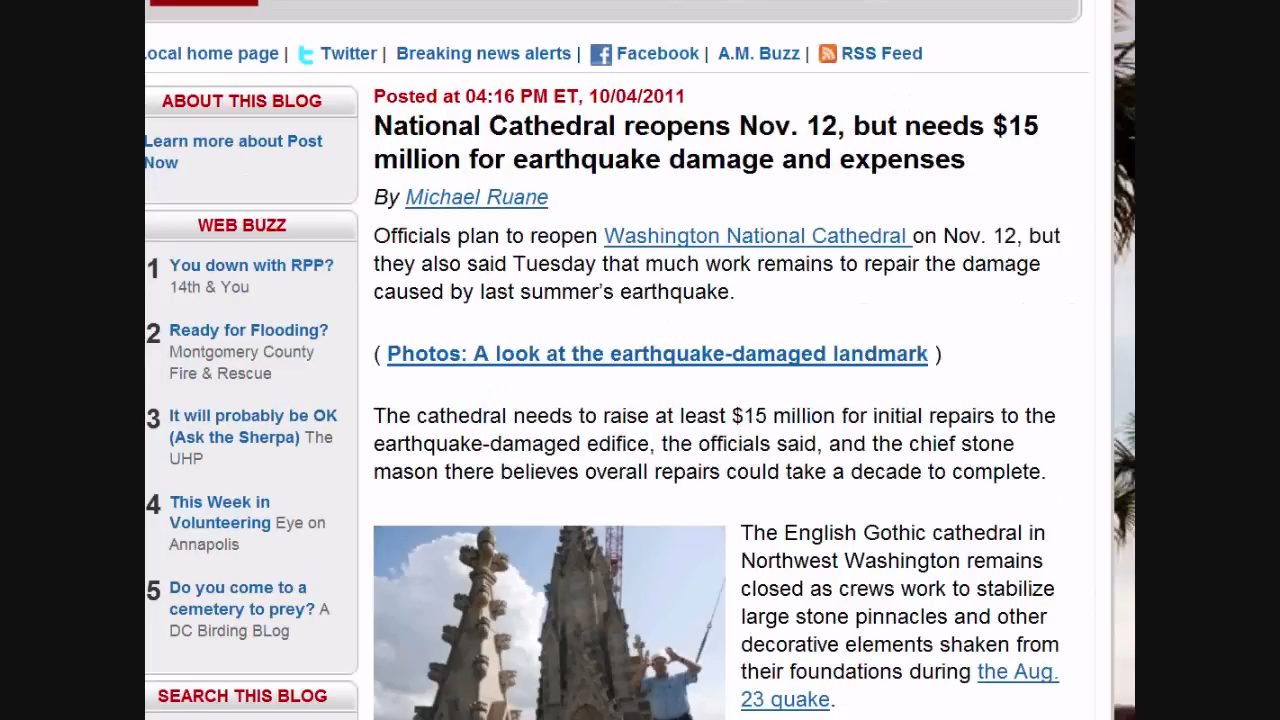 ocal home page | Twitter | Breaking news alerts | Facebook | A.M. Buzz | RSS Feed
ABOUT THIS BLOG
Learn more about Post
Now
WEB BUZZ
1 You down with RPP?
14th & You
2 Ready for Flooding?
Montgomery County
Fire & Rescue
3 It will probably be OK
(Ask the Sherpa) The
UHP
4 This Week in
Volunteering Eye on
Annapolis
5 Do you come to a
cemetery to prey? A
DC Birding BLog
SEARCH THIS BLOG
Posted at 04:16 PM ET, 10/04/2011
National Cathedral reopens Nov. 12, but needs $15
million for earthquake damage and expenses
By Michael Ruane
Officials plan to reopen Washington National Cathedral on Nov. 12, but
they also said Tuesday that much work remains to repair the damage
caused by last summer's earthquake.
( Photos: A look at the earthquake-damaged landmark )
The cathedral needs to raise at least $15 million for initial repairs to the
earthquake-damaged edifice, the officials said, and the chief stone
mason there believes overall repairs could take a decade to complete.
The English Gothic cathedral in
Northwest Washington remains
closed as crews work to stabilize
large stone pinnacles and other
decorative elements shaken from
their foundations during the Aug.
23 quake.